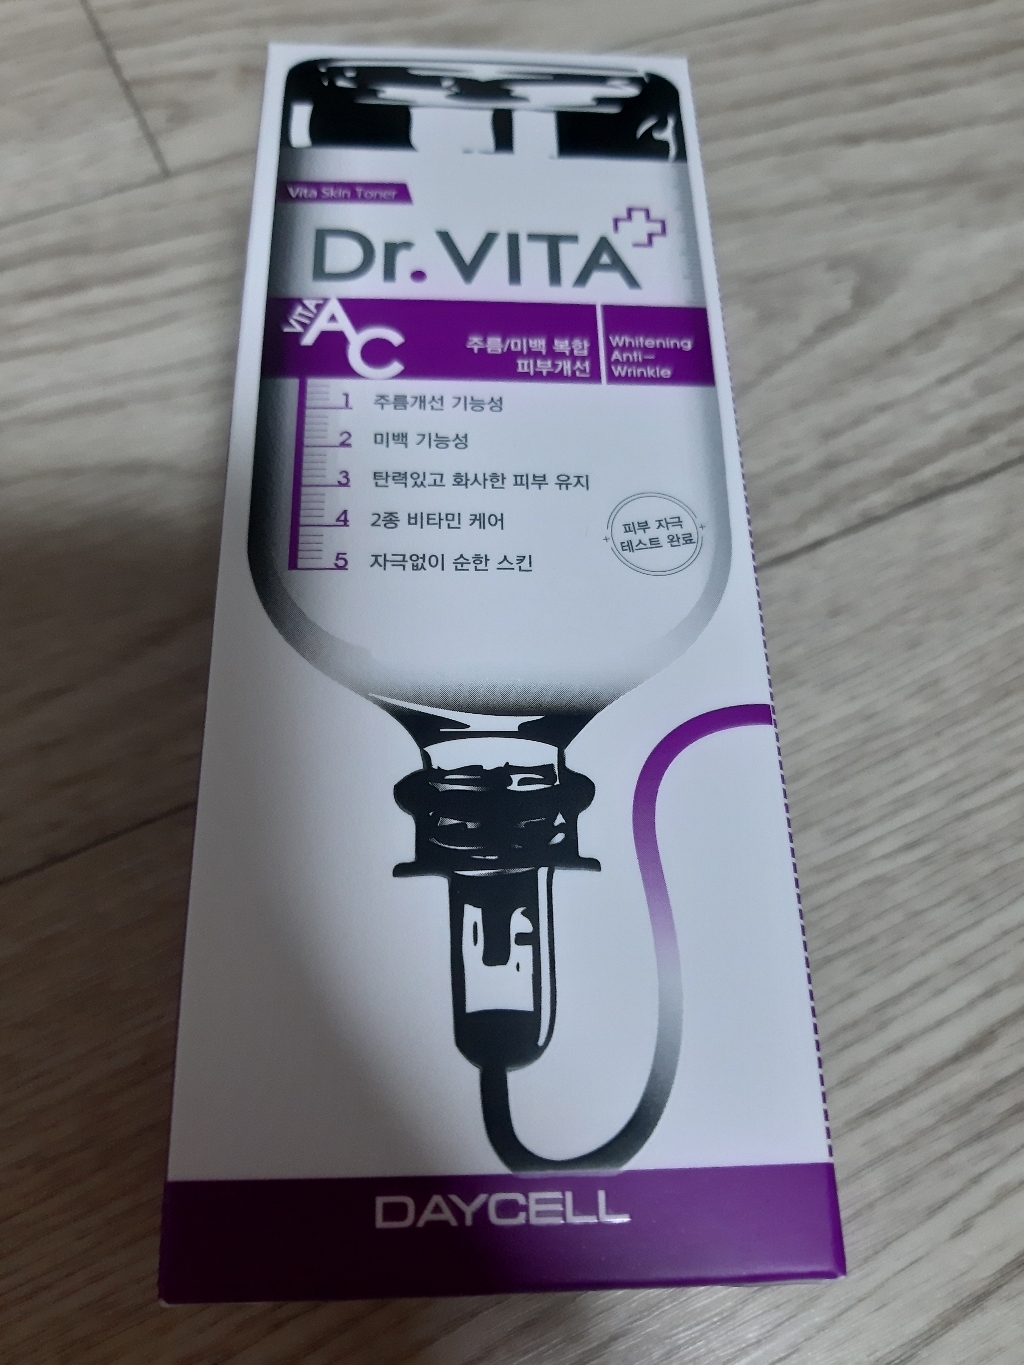 Vita Skin Toner
Dr.VITA
VITA
AC
주름/미백 복합
피부개선
Whitening
Anti-
Wrinkle
1 주름개선 기능성
2 미백 기능성
3 탄력있고 화사한 피부 유지
4 2종 비타민 케어
5 자극없이 순한 스킨
피부 자극
테스트 완료
DAYCELL